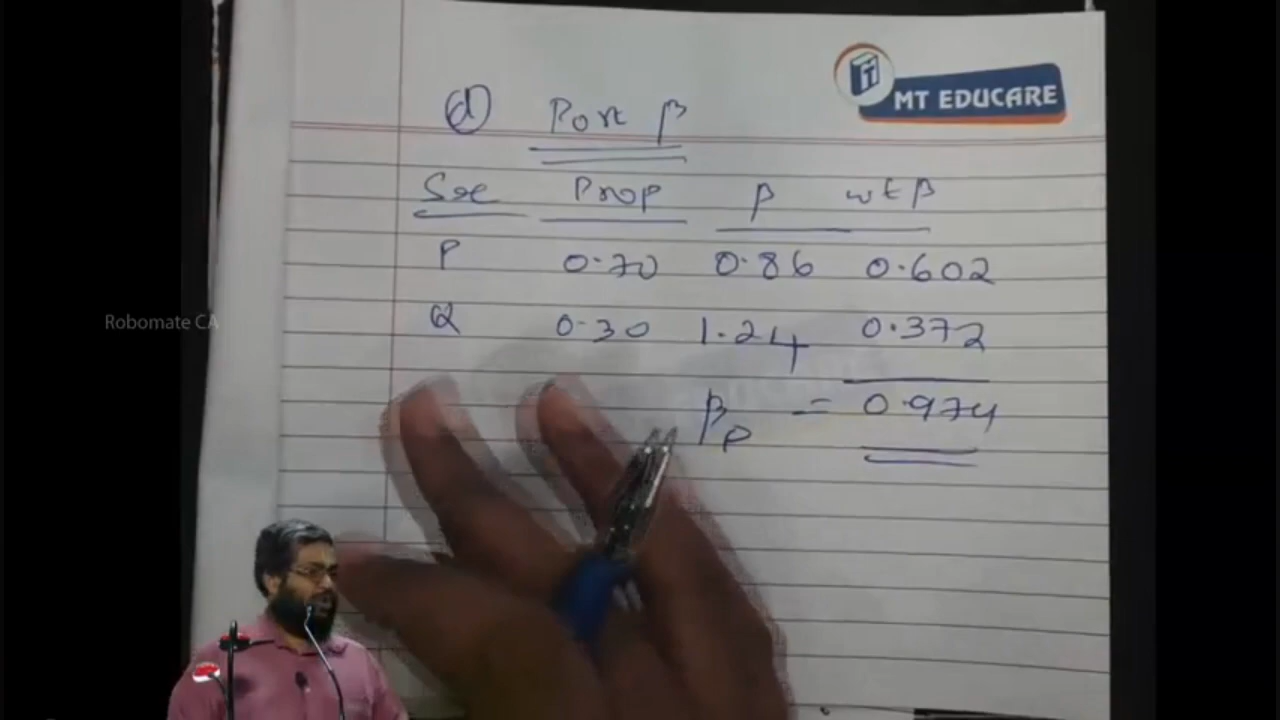 MT EDUCARE
(d) Port β
Sec Prop β wt β
P 0.70 0.86 0.602
Robomate CA
Q 0.30 1.24 0.372
βp = 0.974